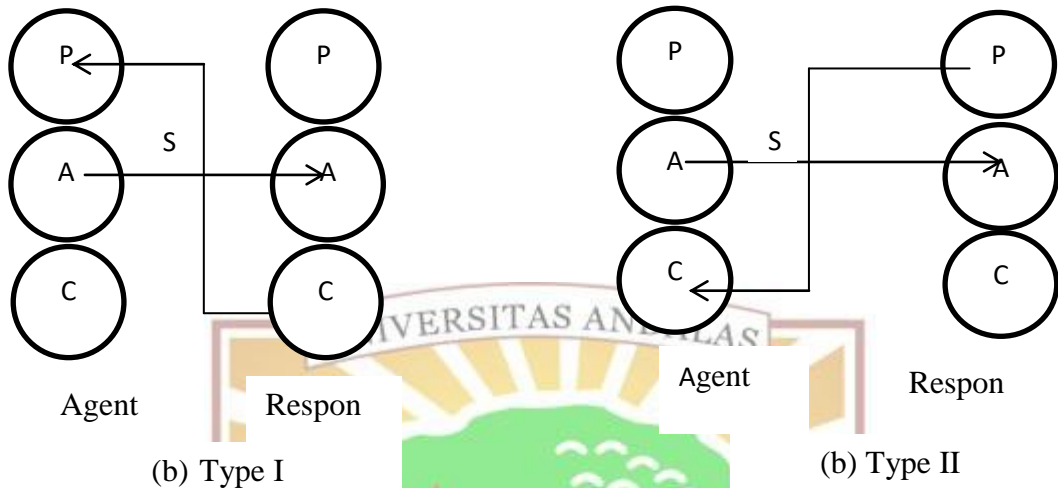 P P
S
A A
C C
Agent Respon
(b) Type I
P P
S
A A
C C
Agent Respon
(b) Type II
UNIVERSITAS ANDALAS